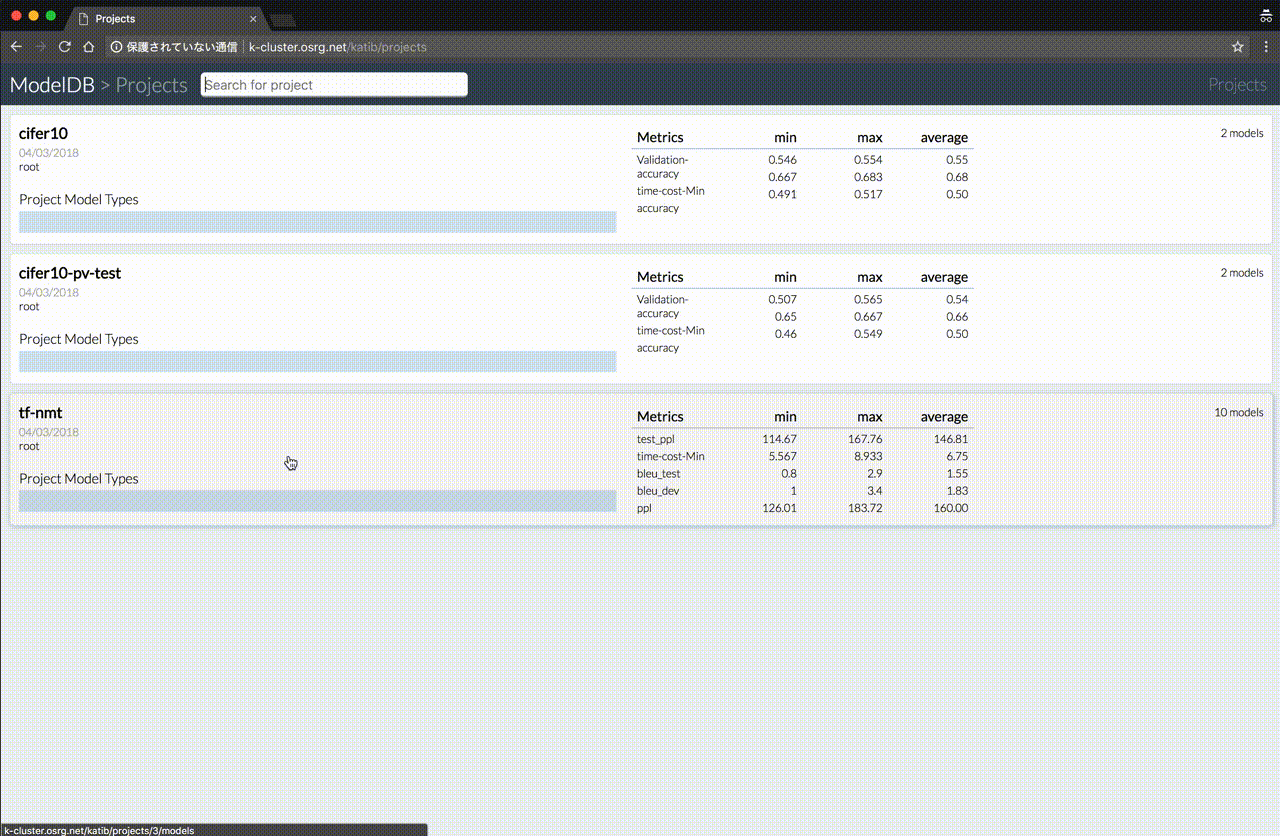 Projects
保護されていない通信 k-cluster.osrg.net/katib/projects
ModelDB > Projects Search for project Projects
cifer10
04/03/2018
root
Project Model Types
Metrics min max average
Validation-accuracy 0.546 0.554 0.55
time-cost-Min 0.667 0.683 0.68
accuracy 0.491 0.517 0.50
2 models
cifer10-pv-test
04/03/2018
root
Project Model Types
Metrics min max average
Validation-accuracy 0.507 0.565 0.54
time-cost-Min 0.65 0.667 0.66
accuracy 0.46 0.549 0.50
2 models
tf-nmt
04/03/2018
root
Project Model Types
Metrics min max average
test_ppl 114.67 167.76 146.81
time-cost-Min 5.567 8.933 6.75
bleu_test 0.8 2.9 1.55
bleu_dev 1 3.4 1.83
ppl 126.01 183.72 160.00
10 models
k-cluster.osrg.net/katib/projects/3/models